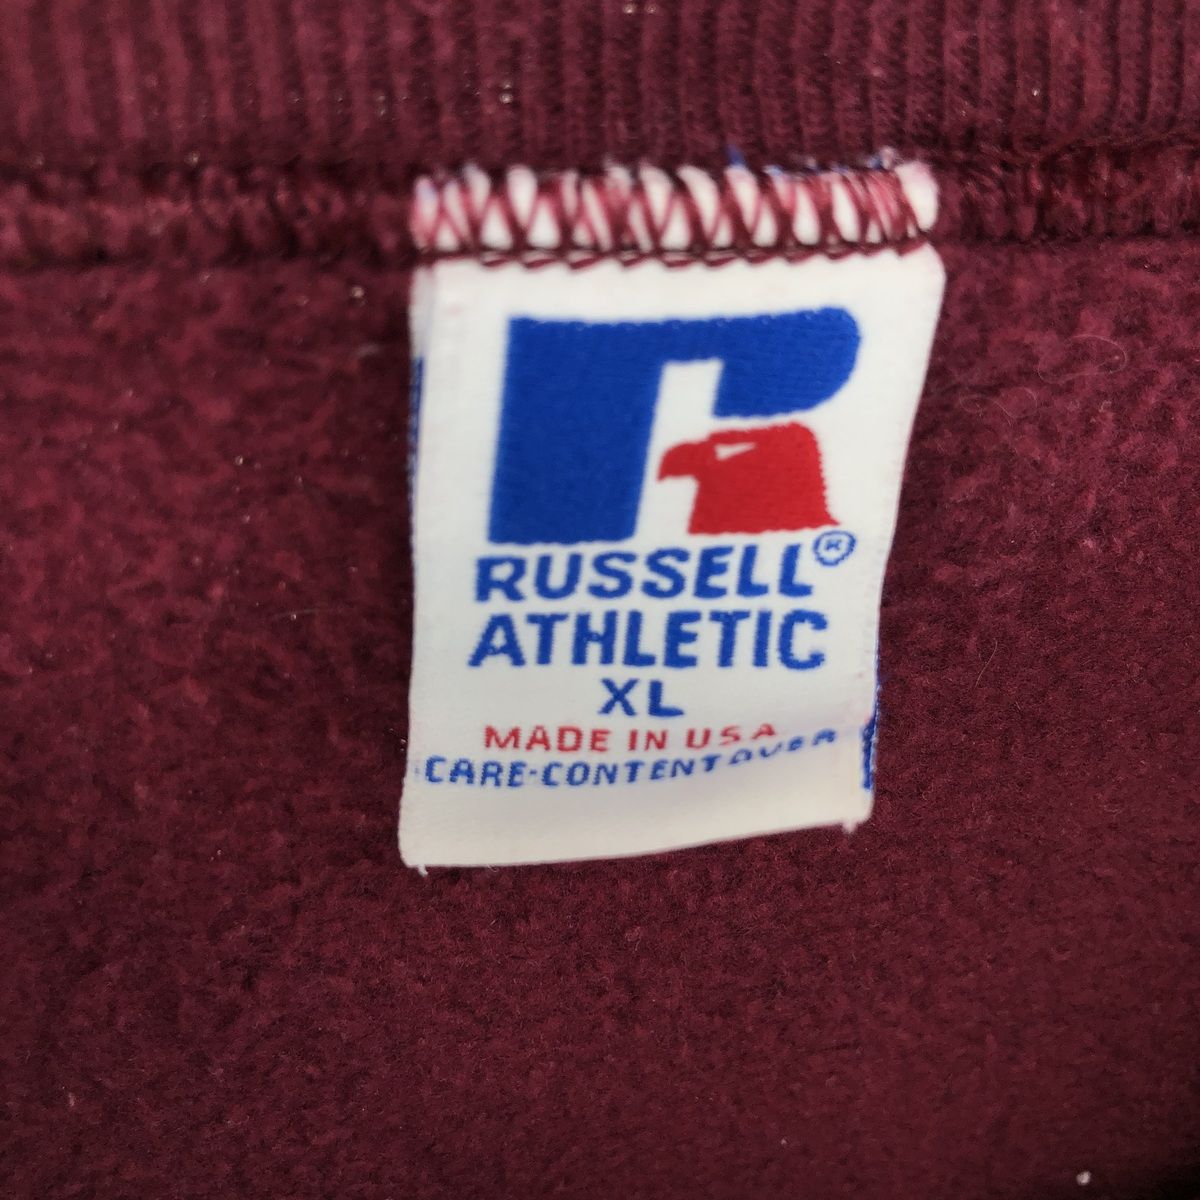 RUSSELL®
ATHLETIC
XL
MADE IN USA
CARE-CONTENT OVER